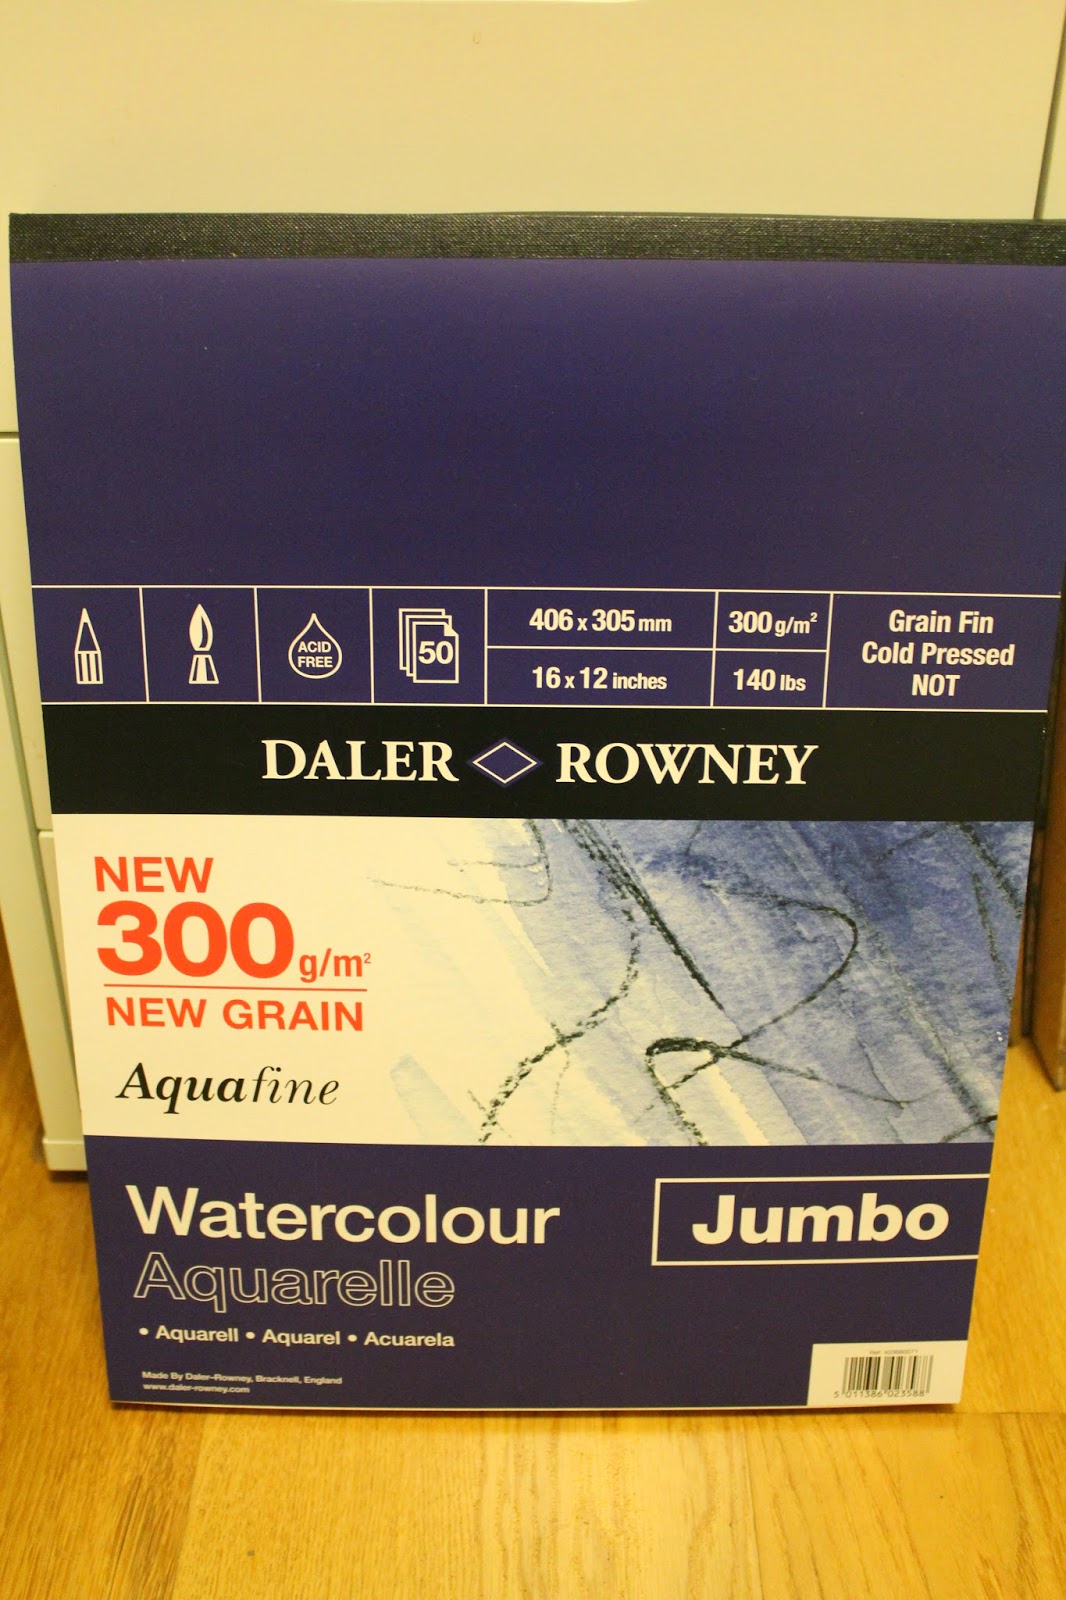 ACID
FREE
50
406 x 305 mm
16 x 12 inches
300 g/m²
140 lbs
Grain Fin
Cold Pressed
NOT
DALER ROWNEY
NEW
300 g/m²
NEW GRAIN
Aquafine
Watercolour
Aquarelle
Jumbo
• Aquarell • Aquarel • Acuarela
Made By Daler-Rowney, Bracknell, England
www.daler-rowney.com
5 011386 023588